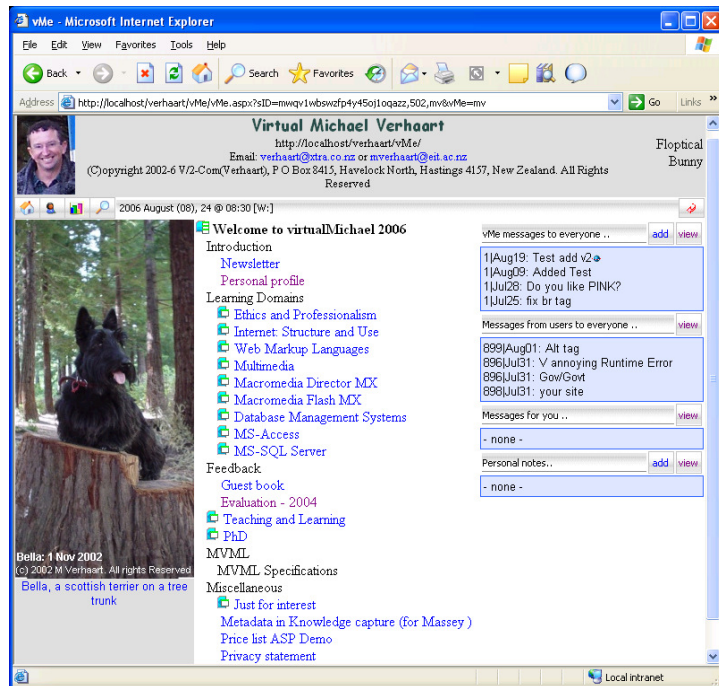 vMe - Microsoft Internet Explorer
File Edit View Favorites Tools Help
Back Search Favorites
Address http://localhost/verhaart/vMe/vMe.aspx?sID=mwqv1wbswzfp4y45oj1oqazz,502,mv&vMe=mv Go Links »
Virtual Michael Verhaart
http://localhost/verhaart/vMe/
Email: verhaart@xtra.co.nz or mverhaart@eit.ac.nz
(C)opyright 2002-6 V/2-Com(Verhaart), P O Box 8415, Havelock North, Hastings 4157, New Zealand. All Rights
Reserved
Floptical
Bunny
2006 August (08), 24 @ 08:30 [W:]
Bella: 1 Nov 2002
(c) 2002 M Verhaart. All rights Reserved
Bella, a scottish terrier on a tree
trunk
Welcome to virtualMichael 2006
Introduction
Newsletter
Personal profile
Learning Domains
Ethics and Professionalism
Internet: Structure and Use
Web Markup Languages
Multimedia
Macromedia Director MX
Macromedia Flash MX
Database Management Systems
MS-Access
MS-SQL Server
Feedback
Guest book
Evaluation - 2004
Teaching and Learning
PhD
MVML
MVML Specifications
Miscellaneous
Just for interest
Metadata in Knowledge capture (for Massey )
Price list ASP Demo
Privacy statement
vMe messages to everyone .. add view
1|Aug19: Test add v2
1|Aug09: Added Test
1|Jul28: Do you like PINK?
1|Jul25: fix br tag
Messages from users to everyone .. view
899|Aug01: Alt tag
896|Jul31: V annoying Runtime Error
896|Jul31: Gov/Govt
898|Jul31: your site
Messages for you .. view
- none -
Personal notes.. add view
- none -
Local intranet